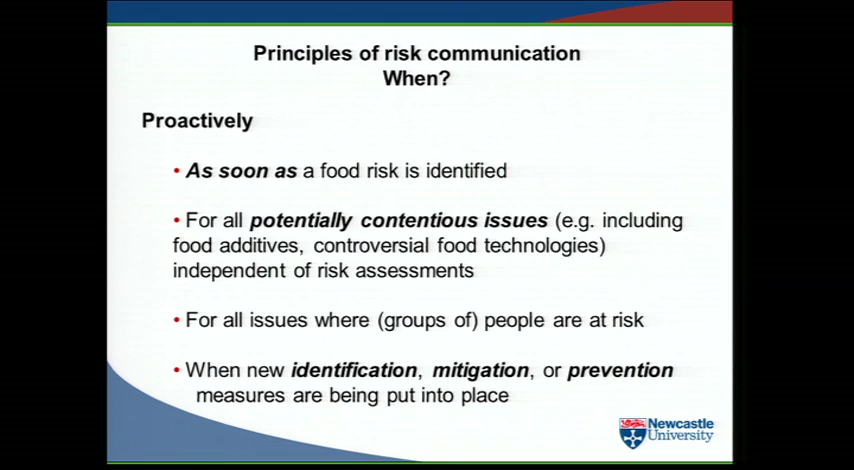 Principles of risk communication
When?
Proactively
• As soon as a food risk is identified
• For all potentially contentious issues (e.g. including
food additives, controversial food technologies)
independent of risk assessments
• For all issues where (groups of) people are at risk
• When new identification, mitigation, or prevention
measures are being put into place
Newcastle
University